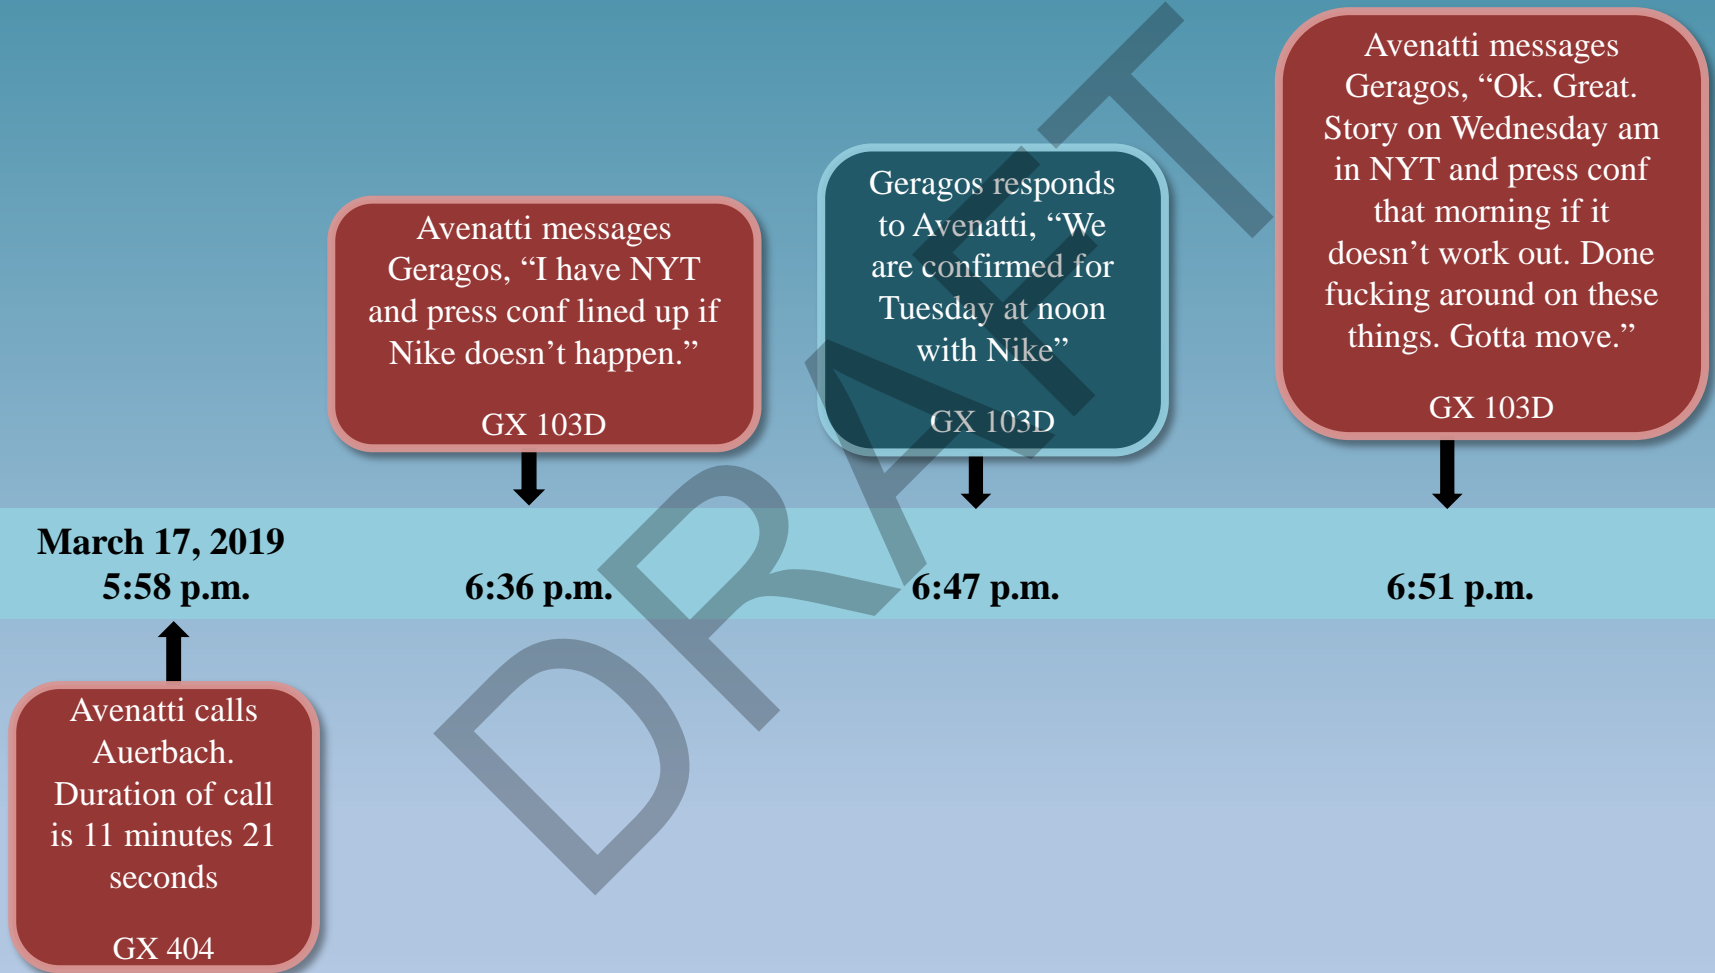 Avenatti messages
Geragos, “Ok. Great.
Story on Wednesday am
in NYT and press conf
that morning if it
doesn’t work out. Done
fucking around on these
things. Gotta move.”
GX 103D
Geragos responds
to Avenatti, “We
are confirmed for
Tuesday at noon
with Nike”
GX 103D
Avenatti messages
Geragos, “I have NYT
and press conf lined up if
Nike doesn’t happen.”
GX 103D
March 17, 2019
5:58 p.m.
6:36 p.m.
6:47 p.m.
6:51 p.m.
Avenatti calls
Auerbach.
Duration of call
is 11 minutes 21
seconds
GX 404
DRAFT